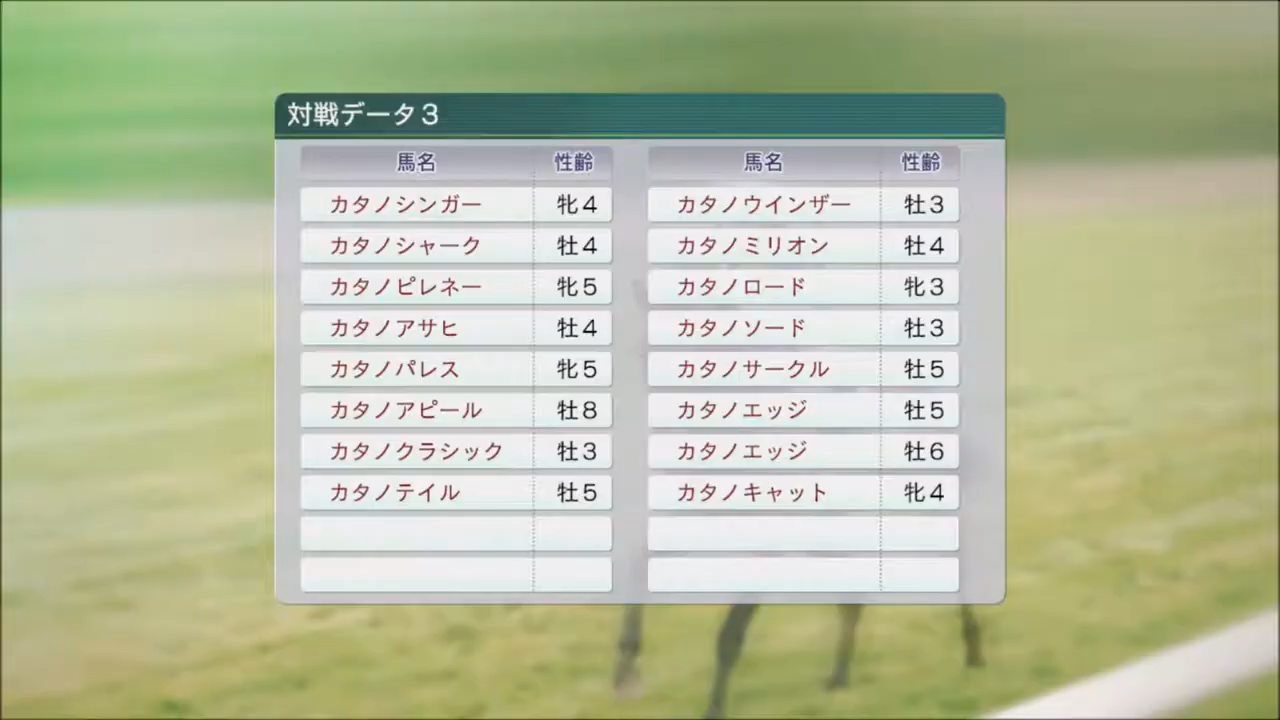 対戦データ3
馬名 性齢 馬名 性齢
カタノシンガー 牝4 カタノウインザー 牡3
カタノシャーク 牡4 カタノミリオン 牡4
カタノピレネー 牝5 カタノロード 牝3
カタノアサヒ 牡4 カタノソード 牡3
カタノパレス 牝5 カタノサークル 牡5
カタノアピール 牡8 カタノエッジ 牡5
カタノクラシック 牡3 カタノエッジ 牡6
カタノテイル 牡5 カタノキャット 牝4